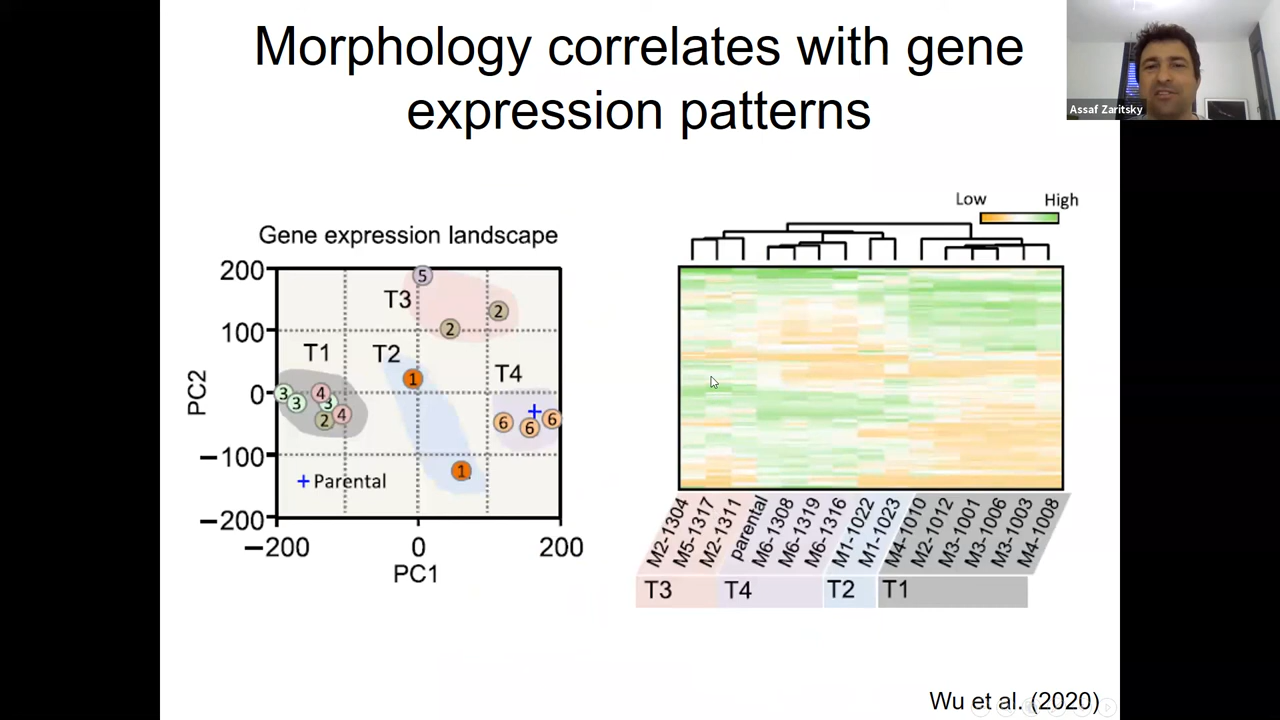 Morphology correlates with gene
expression patterns
Assaf Zaritsky
Gene expression landscape
200
100
0
−100
−200
PC2
T3
T1
T2
T4
5
2
2
1
3
3
4
3
2
4
6
6
6
1
+ Parental
−200
0
200
PC1
Low
High
M2-1304
M5-1317
M2-1311
parental
M6-1308
M6-1319
M6-1316
M1-1022
M1-1023
M4-1010
M2-1012
M3-1001
M3-1006
M3-1003
M4-1008
T3
T4
T2
T1
Wu et al. (2020)